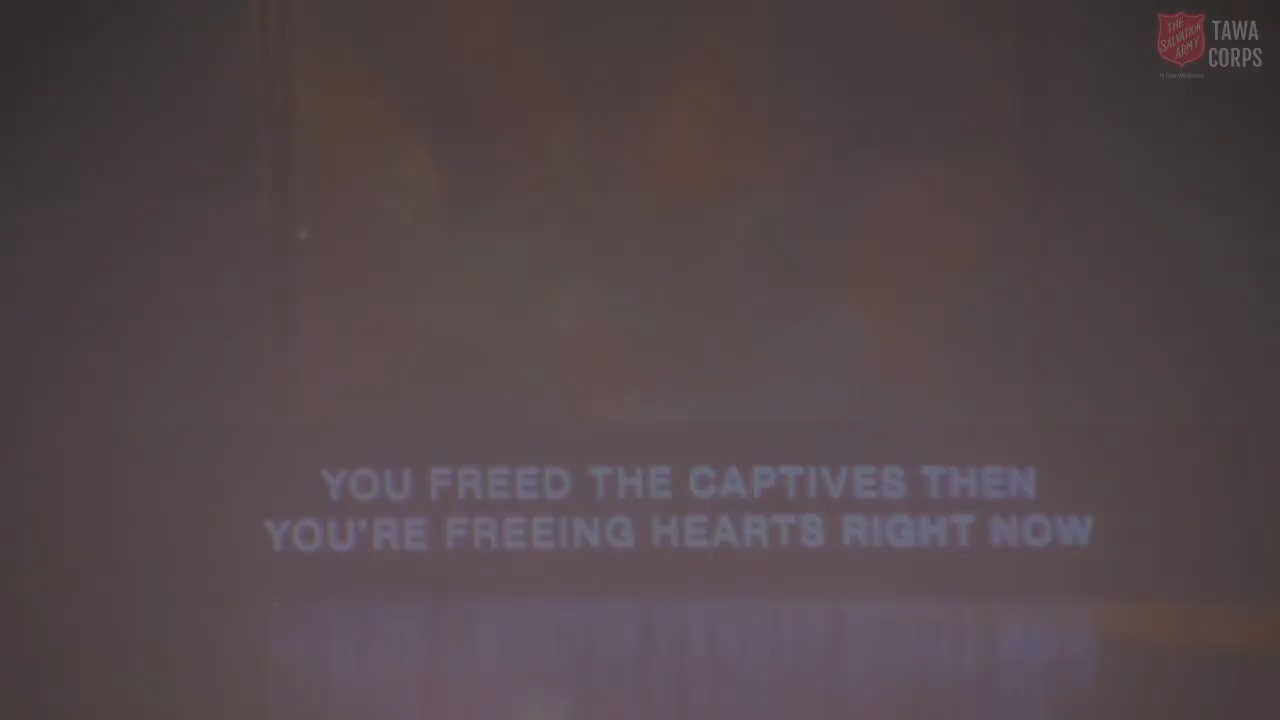 THE
SALVATION
ARMY
TAWA
CORPS
YOU FREED THE CAPTIVES THEN
YOU'RE FREEING HEARTS RIGHT NOW